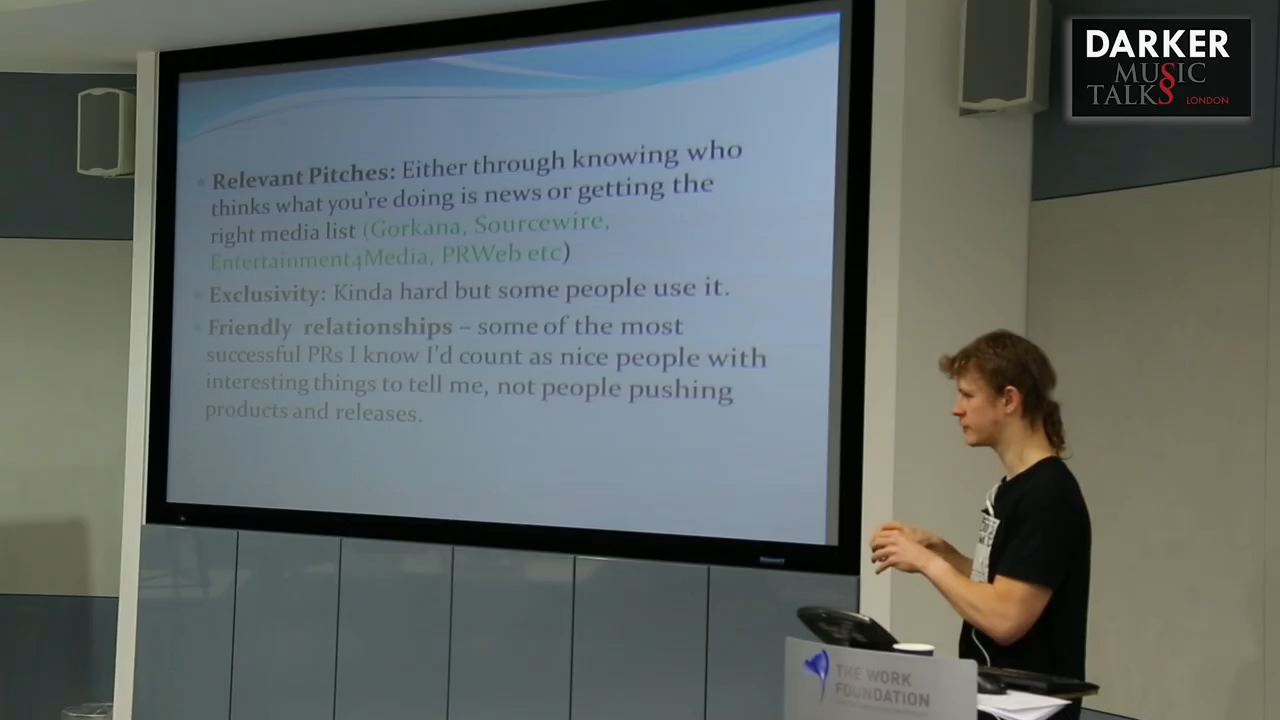 DARKER
MUSIC
TALKS LONDON
Relevant Pitches: Either through knowing who
thinks what you're doing is news or getting the
right media list (Gorkana, Sourcewire,
Entertainment4Media, PRWeb etc)
Exclusivity: Kinda hard but some people use it.
Friendly relationships – some of the most
successful PRs I know I'd count as nice people with
interesting things to tell me, not people pushing
products and releases.
THE WORK
FOUNDATION